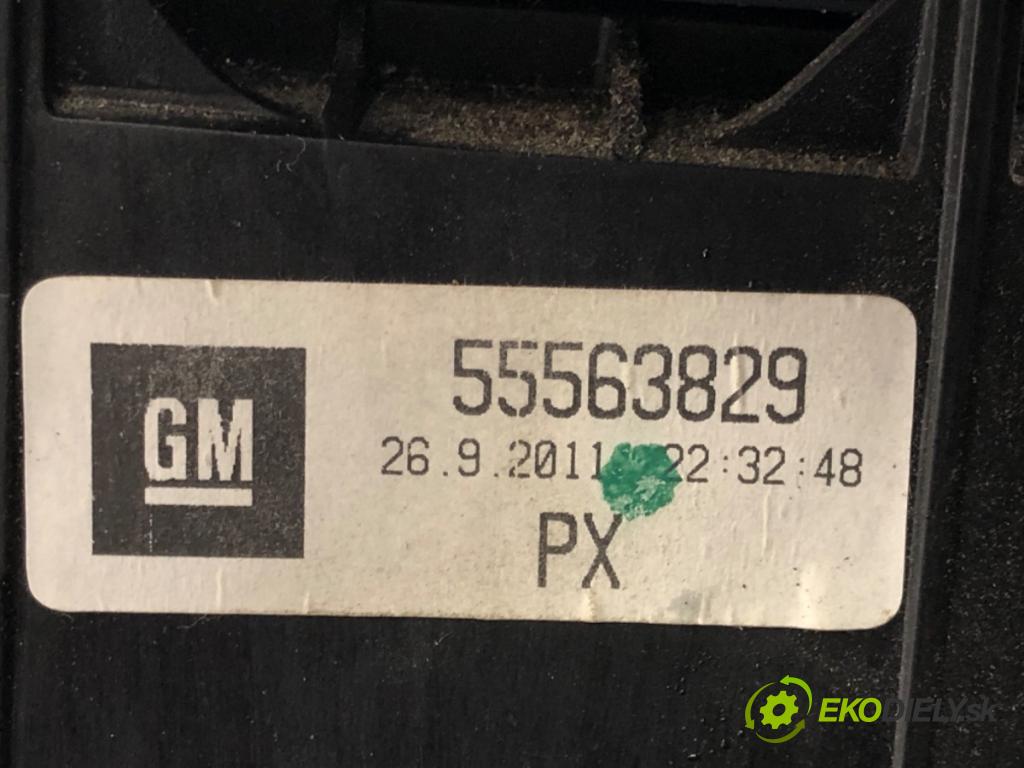 GM
55563829
26.9.2011 22:32:48
PX
EKODIELY.sk